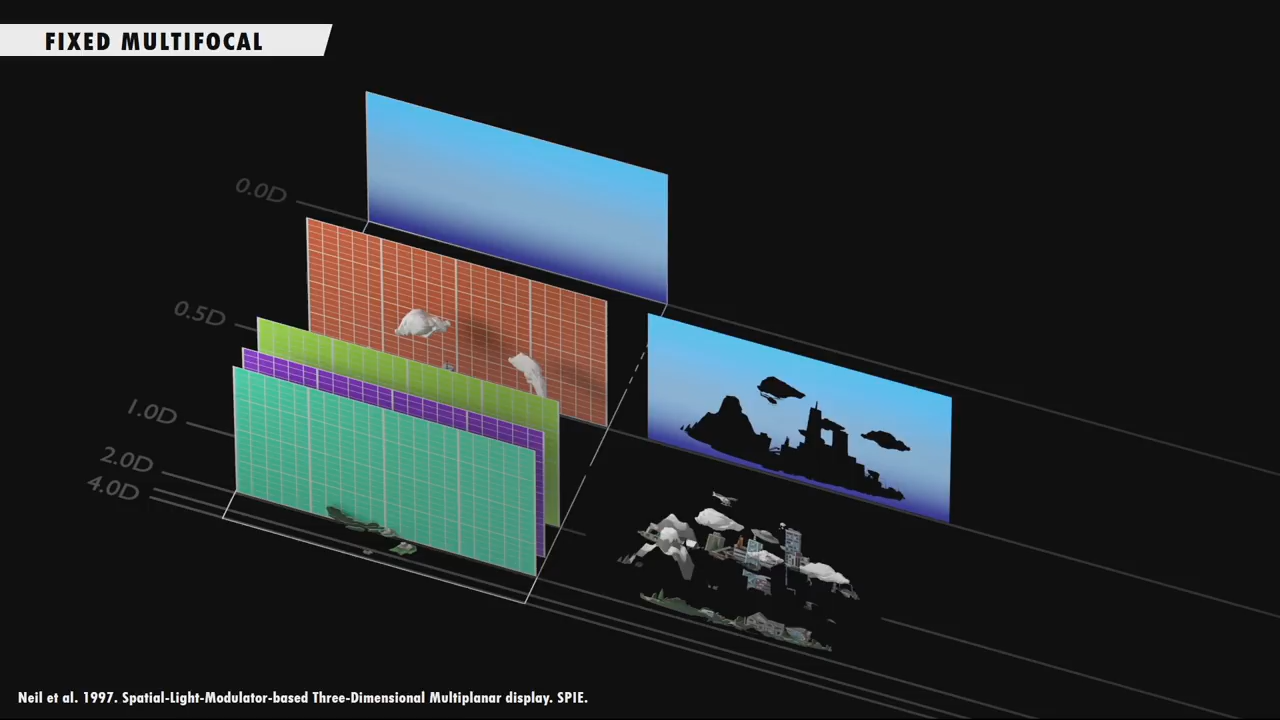 FIXED MULTIFOCAL
0.0D
0.5D
1.0D
2.0D
4.0D
Neil et al. 1997. Spatial-Light-Modulator-based Three-Dimensional Multiplanar display. SPIE.